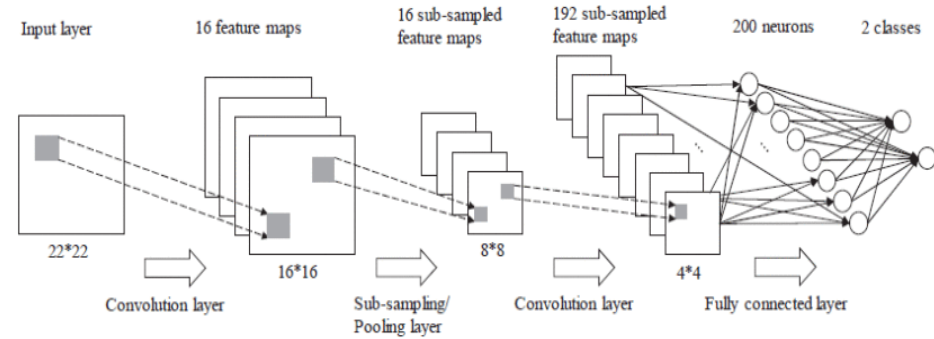 Input layer
16 feature maps
16 sub-sampled
feature maps
192 sub-sampled
feature maps
200 neurons
2 classes
22*22
16*16
8*8
4*4
Convolution layer
Sub-sampling/
Pooling layer
Convolution layer
Fully connected layer